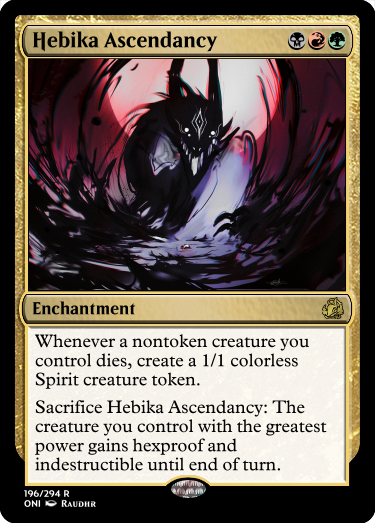 Hebika Ascendancy
Enchantment
Whenever a nontoken creature you
control dies, create a 1/1 colorless
Spirit creature token.
Sacrifice Hebika Ascendancy: The
creature you control with the greatest
power gains hexproof and
indestructible until end of turn.
196/294 R
ONI Raudhr